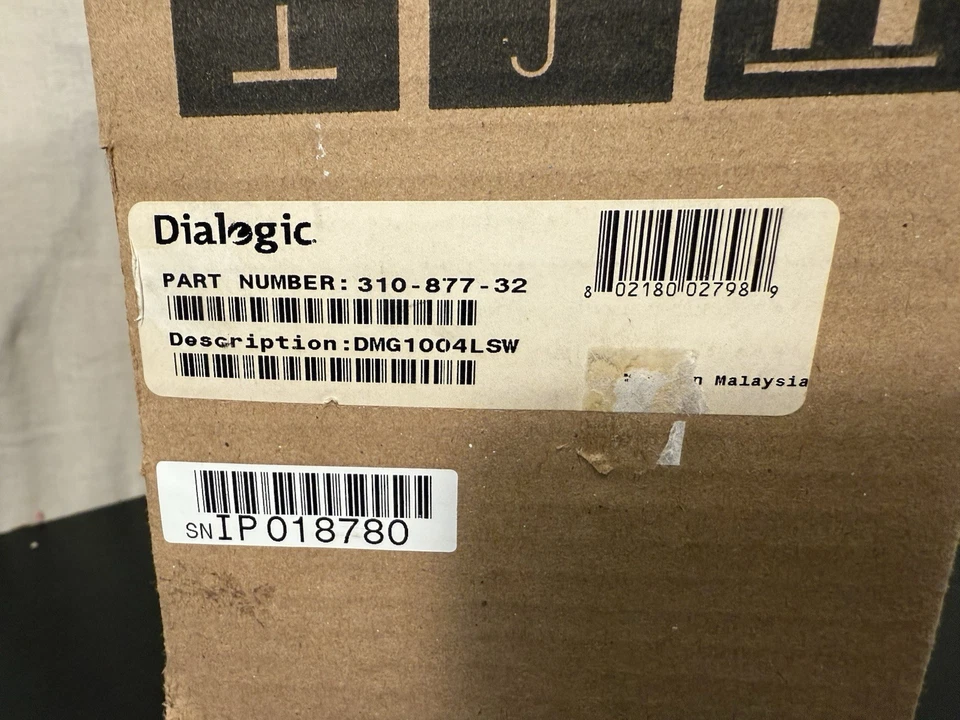 Dialogic
PART NUMBER: 310-877-32
Description:DMG1004LSW
8 02180 02798 9
Malaysia
SN IP018780